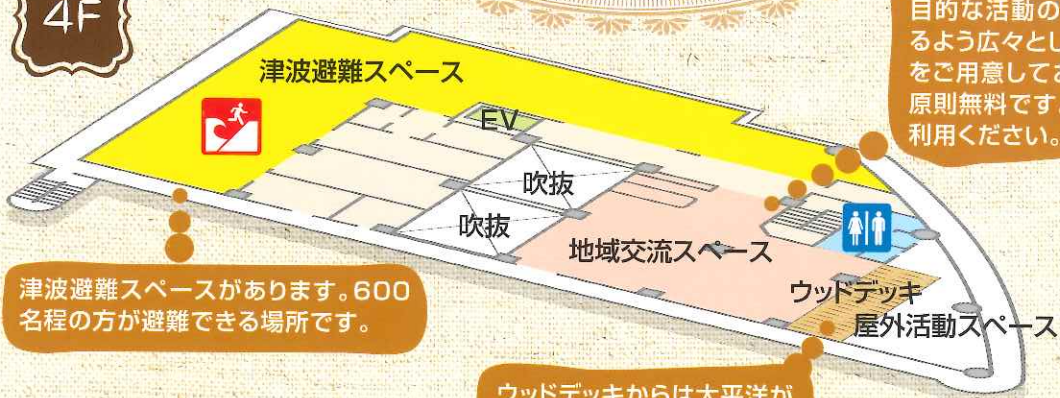 4F
目的な活動の
るよう広々とし
をご用意してお
原則無料です
利用ください。
津波避難スペース
EV
吹抜
吹抜
地域交流スペース
ウッドデッキ
屋外活動スペース
津波避難スペースがあります。600
名程の方が避難できる場所です。
ウッドデッキからは太平洋が